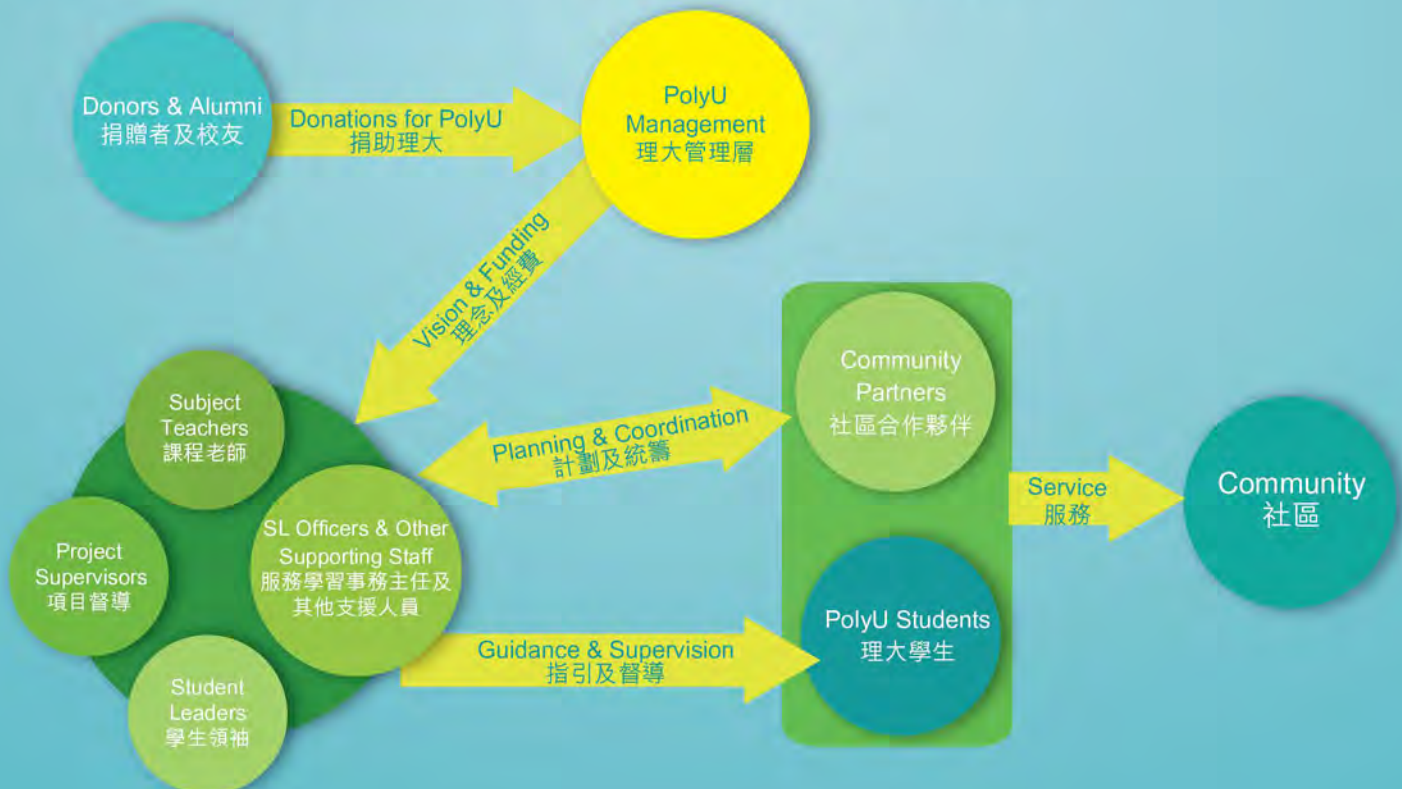 Donors & Alumni
捐贈者及校友
Donations for PolyU
捐助理大
PolyU
Management
理大管理層
Vision & Funding
理念及經費
Subject
Teachers
課程老師
Project
Supervisors
項目督導
SL Officers & Other
Supporting Staff
服務學習事務主任及
其他支援人員
Student
Leaders
學生領袖
Planning & Coordination
計劃及統籌
Guidance & Supervision
指引及督導
Community
Partners
社區合作夥伴
PolyU Students
理大學生
Service
服務
Community
社區